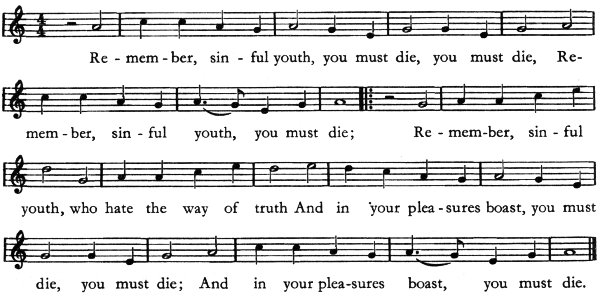 Re - mem - ber, sin - ful youth, you must die, you must die, Re-
mem - ber, sin - ful youth, you must die; Re - mem-ber, sin - ful
youth, who hate the way of truth And in your plea - sures boast, you must
die, you must die; And in your plea-sures boast, you must die.